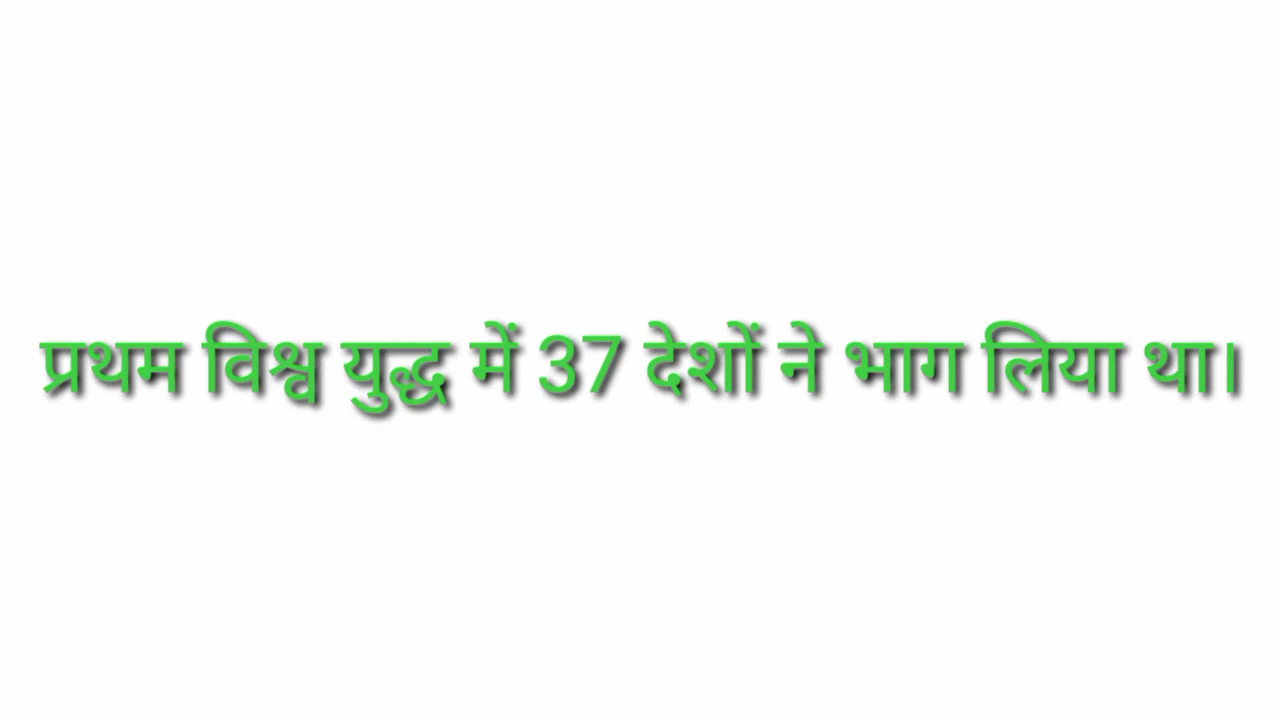 प्रथम विश्व युद्ध में 37 देशों ने भाग लिया था।